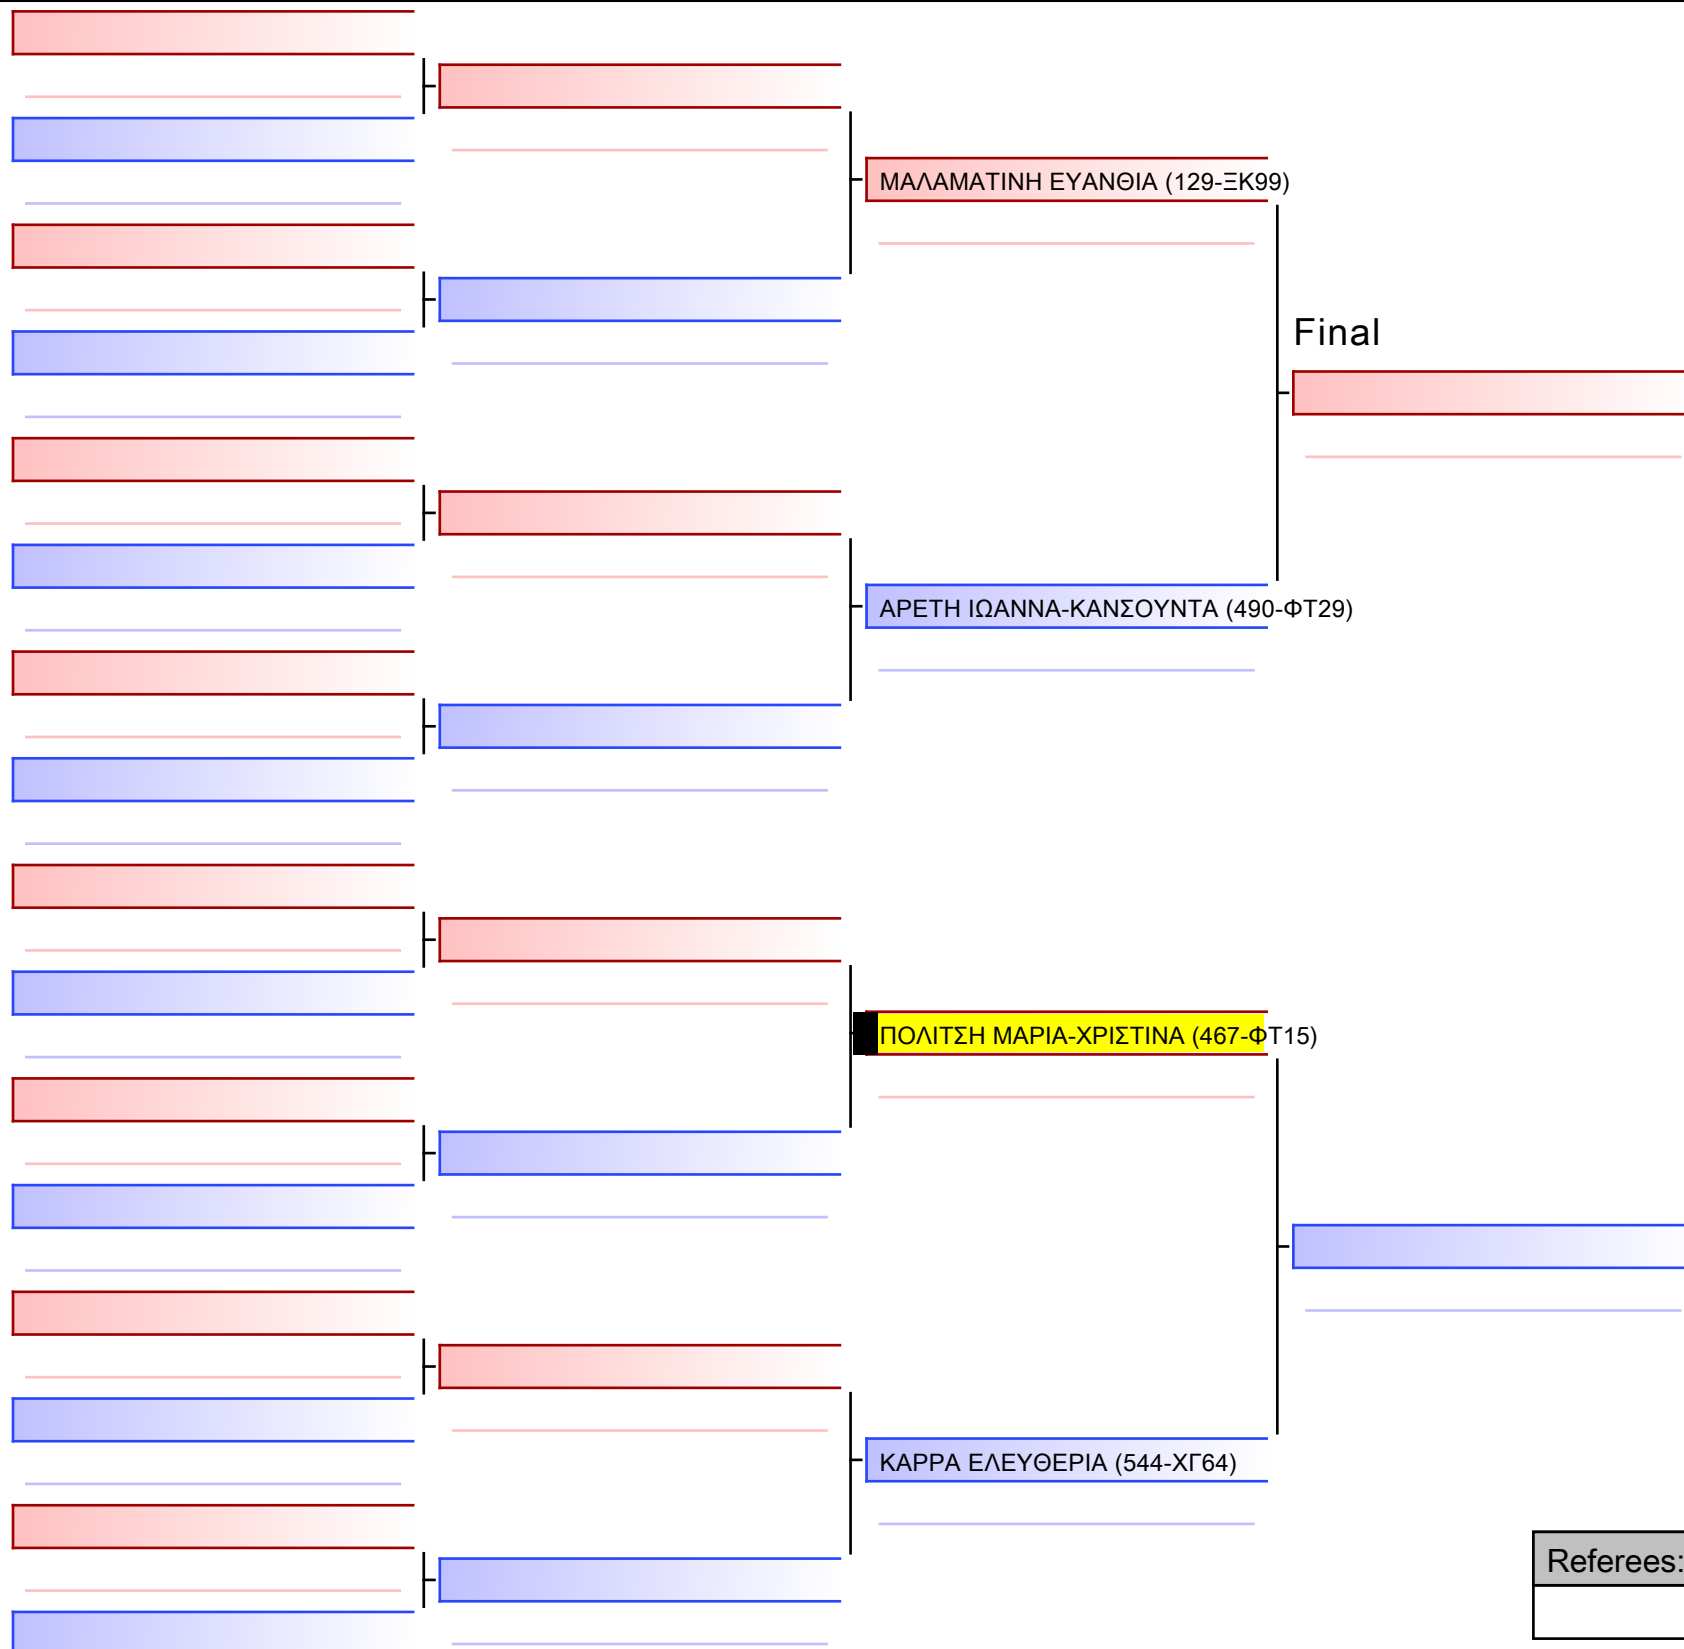 ΜΑΛΑΜΑΤΙΝΗ ΕΥΑΝΘΙΑ (129-ΞΚ99)
Final
ΑΡΕΤΗ ΙΩΑΝΝΑ-ΚΑΝΣΟΥΝΤΑ (490-ΦΤ29)
ΠΟΛΙΤΣΗ ΜΑΡΙΑ-ΧΡΙΣΤΙΝΑ (467-ΦΤ15)
ΚΑΡΡΑ ΕΛΕΥΘΕΡΙΑ (544-ΧΓ64)
Referees: